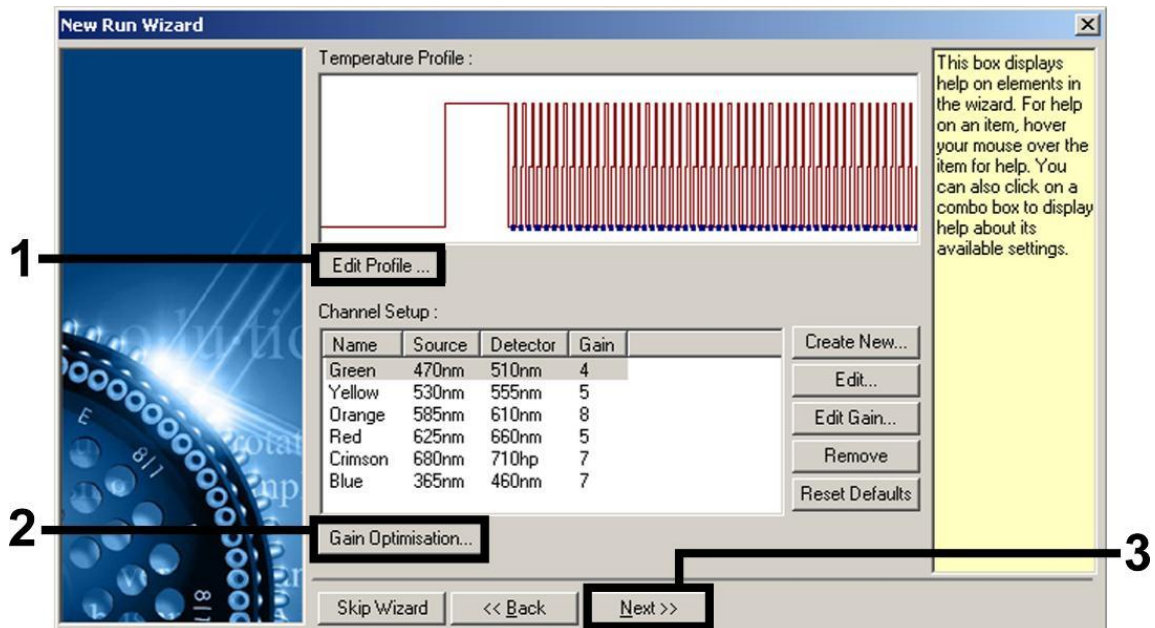 New Run Wizard
Temperature Profile :
This box displays
help on elements in
the wizard. For help
on an item, hover
your mouse over the
item for help. You
can also click on a
combo box to display
help about its
available settings.
1
Edit Profile ...
Channel Setup :
Name Source Detector Gain
Green 470nm 510nm 4
Yellow 530nm 555nm 5
Orange 585nm 610nm 8
Red 625nm 660nm 5
Crimson 680nm 710hp 7
Blue 365nm 460nm 7
Create New...
Edit...
Edit Gain...
Remove
Reset Defaults
2
Gain Optimisation...
3
Skip Wizard
<< Back
Next >>
E
8/1
8/1